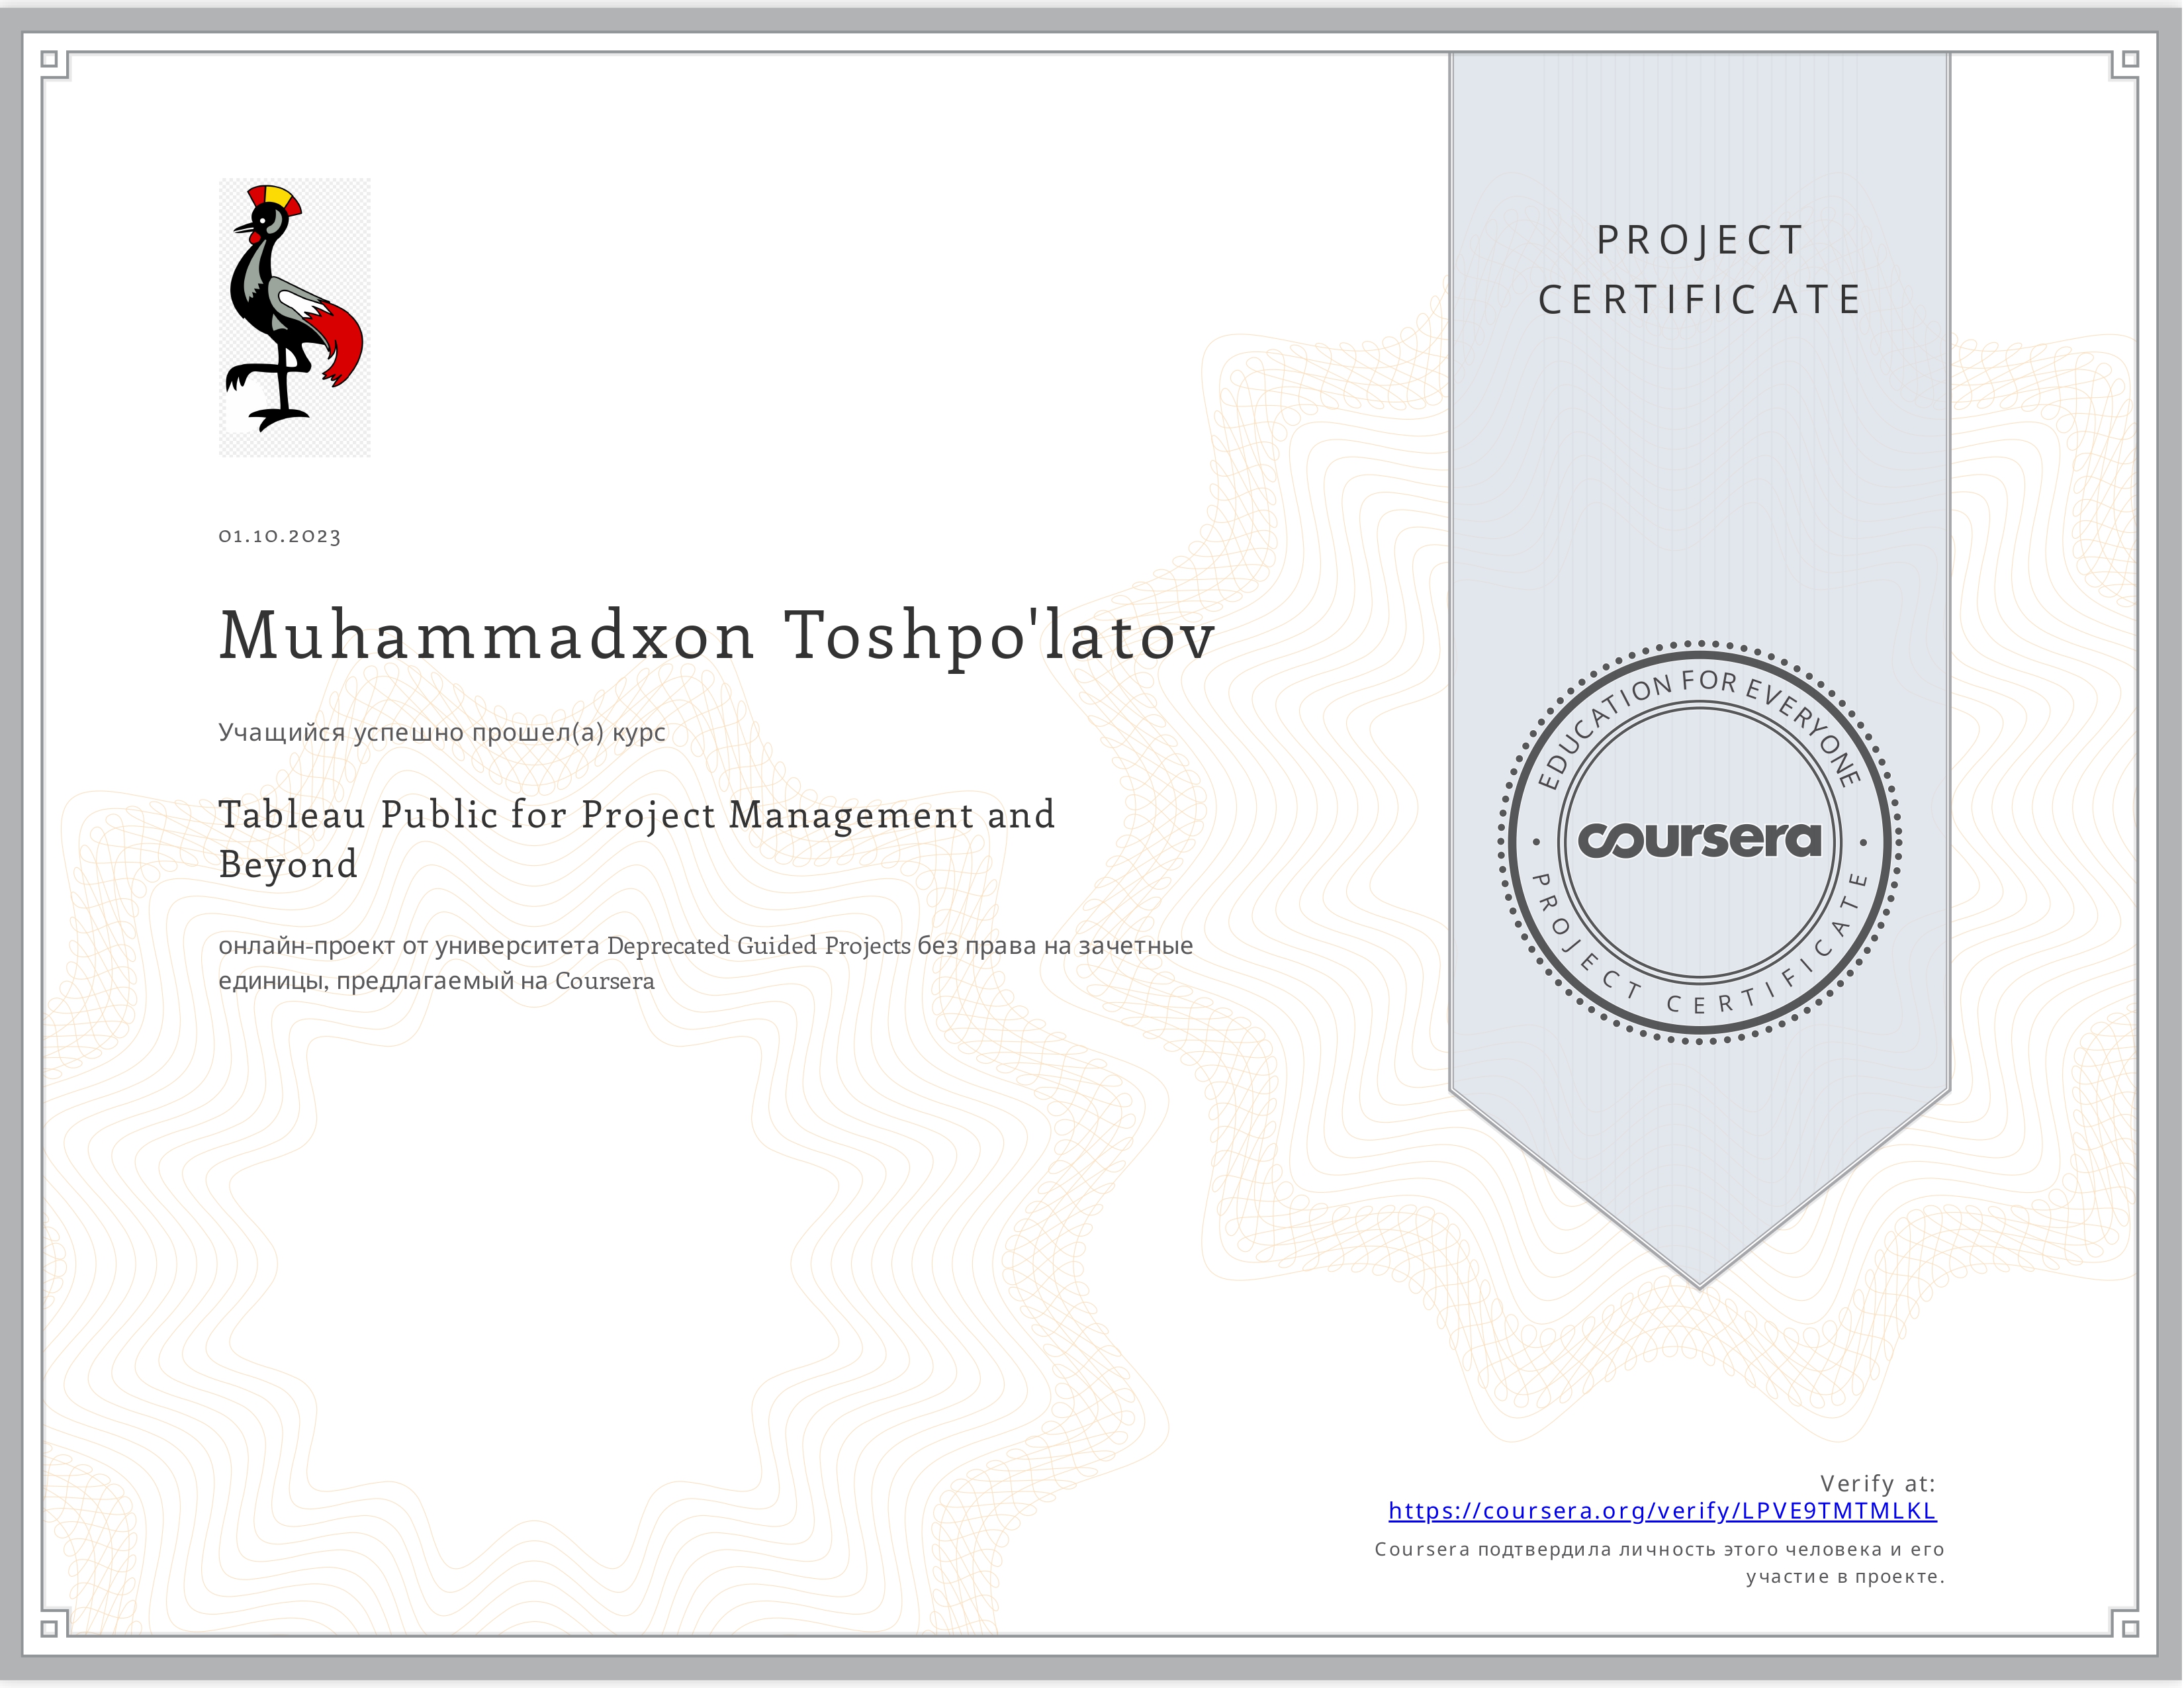 PROJECT
CERTIFICATE
01.10.2023
Muhammadxon Toshpo'latov
Учащийся успешно прошел(а) курс
Tableau Public for Project Management and
Beyond
онлайн-проект от университета Deprecated Guided Projects без права на зачетные
единицы, предлагаемый на Coursera
EDUCATION FOR EVERYONE
coursera
PROJECT CERTIFICATE
Verify at:
https://coursera.org/verify/LPVE9TMTMLKL
Coursera подтвердила личность этого человека и его
участие в проекте.